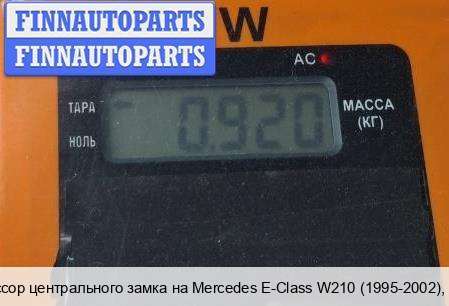 FINNAUTOPARTS
FINNAUTOPARTS
W
AC
ТАРА
0.920
МАССА
(КГ)
НОЛЬ
ссор центрального замка на Mercedes E-Class W210 (1995-2002),